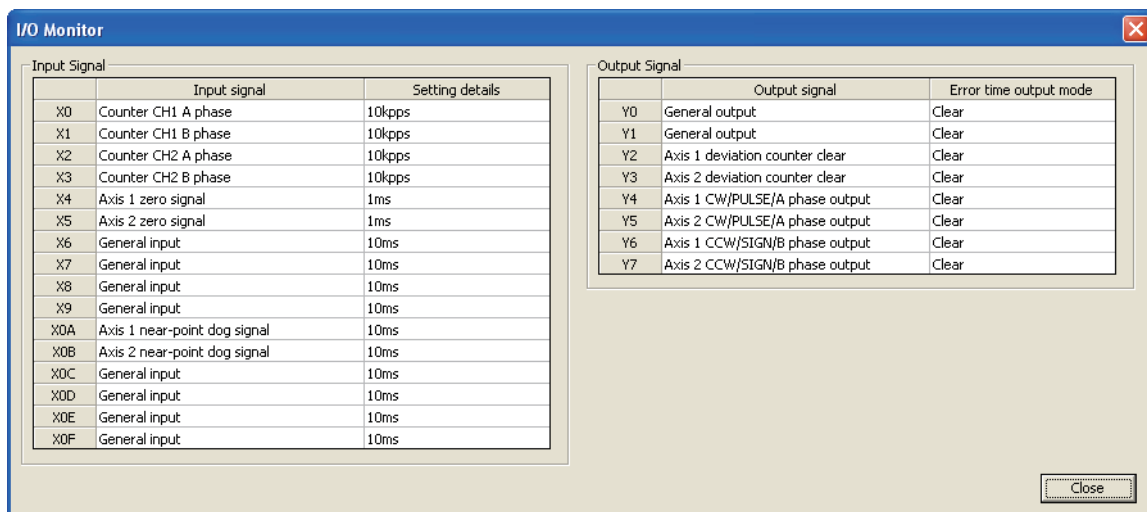 I/O Monitor
Input Signal
Input signal Setting details
X0 Counter CH1 A phase 10kpps
X1 Counter CH1 B phase 10kpps
X2 Counter CH2 A phase 10kpps
X3 Counter CH2 B phase 10kpps
X4 Axis 1 zero signal 1ms
X5 Axis 2 zero signal 1ms
X6 General input 10ms
X7 General input 10ms
X8 General input 10ms
X9 General input 10ms
X0A Axis 1 near-point dog signal 10ms
X0B Axis 2 near-point dog signal 10ms
X0C General input 10ms
X0D General input 10ms
X0E General input 10ms
X0F General input 10ms
Output Signal
Output signal Error time output mode
Y0 General output Clear
Y1 General output Clear
Y2 Axis 1 deviation counter clear Clear
Y3 Axis 2 deviation counter clear Clear
Y4 Axis 1 CW/PULSE/A phase output Clear
Y5 Axis 2 CW/PULSE/A phase output Clear
Y6 Axis 1 CCW/SIGN/B phase output Clear
Y7 Axis 2 CCW/SIGN/B phase output Clear
Close